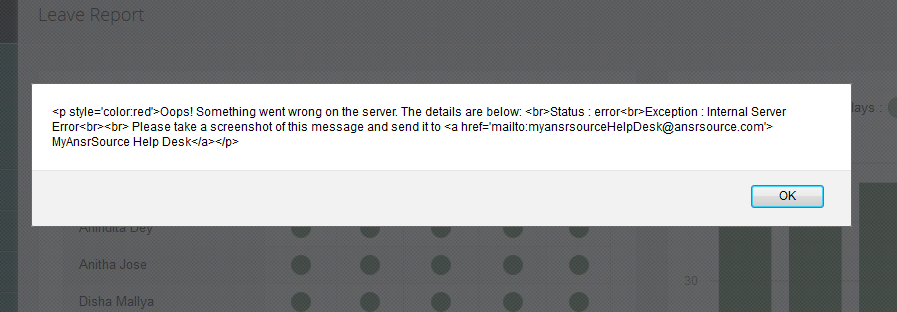 Leave Report
<p style='color:red'>Oops! Something went wrong on the server. The details are below: <br>Status : error<br>Exception : Internal Server
Error<br><br> Please take a screenshot of this message and send it to <a href='mailto:myansrsourceHelpDesk@ansrsource.com'>
MyAnsrSource Help Desk</a></p>
lays :
OK
Anindita Dey
Anitha Jose
30
Disha Mallya